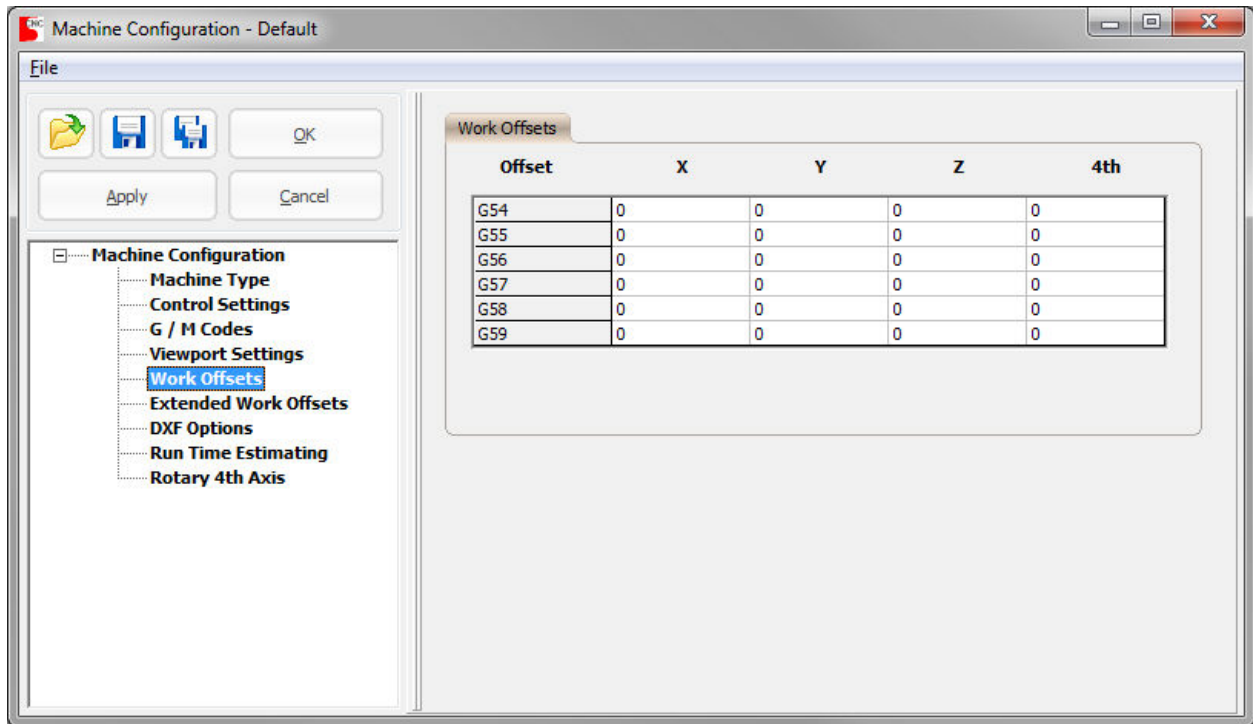 CNC
Machine Configuration - Default
File
OK
Apply Cancel
Machine Configuration
Machine Type
Control Settings
G / M Codes
Viewport Settings
Work Offsets
Extended Work Offsets
DXF Options
Run Time Estimating
Rotary 4th Axis
Work Offsets
Offset X Y Z 4th
G54 0 0 0 0
G55 0 0 0 0
G56 0 0 0 0
G57 0 0 0 0
G58 0 0 0 0
G59 0 0 0 0